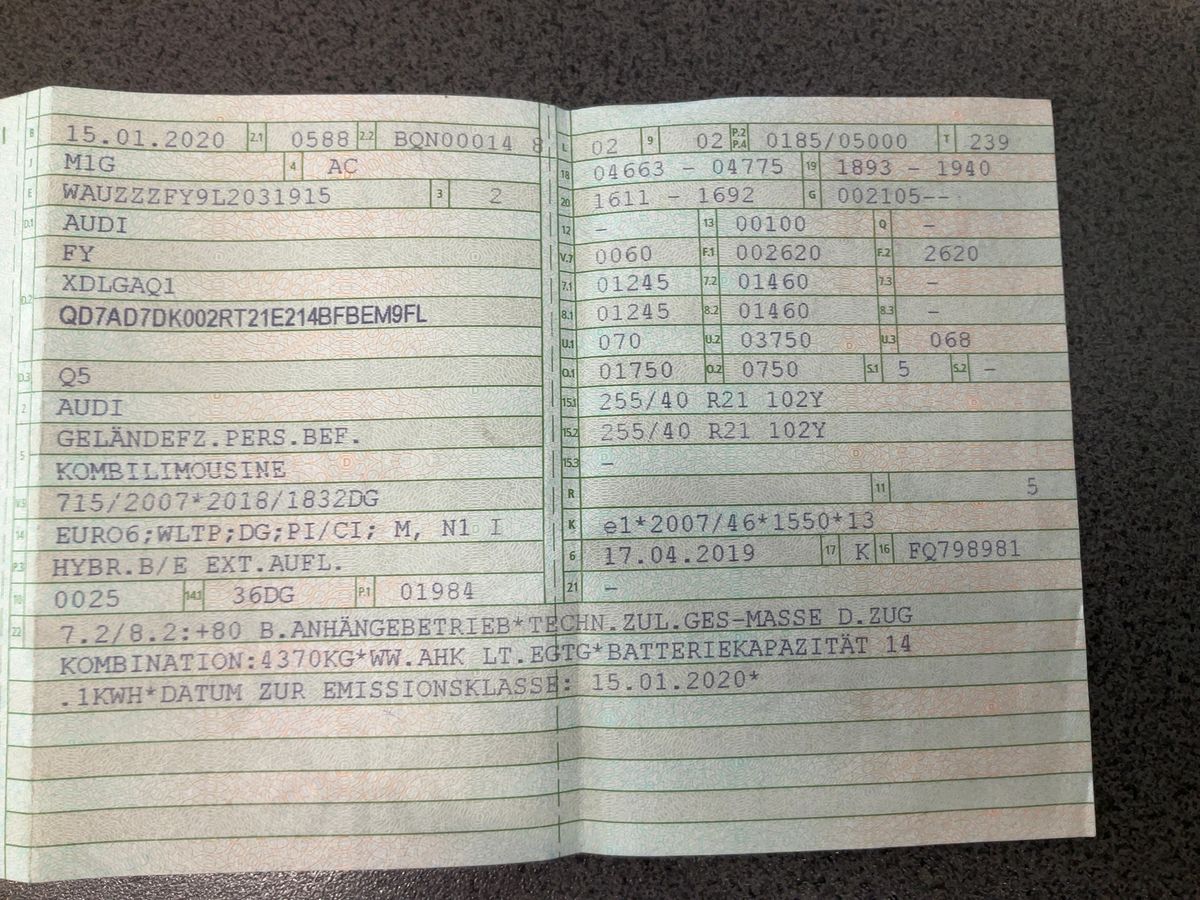 B 15.01.2020 2.1 0588 2.2 BQN00014 8
J M1G 4 AC
E WAUZZZFY9L2031915 3 2
D.1 AUDI
FY
D.2 XDLGAQ1
QD7AD7DK002RT21E214BFBEM9FL
D.3 Q5
2 AUDI
5 GELÄNDEFZ.PERS.BEF.
KOMBILIMOUSINE
V.9 715/2007*2018/1832DG
14 EURO6;WLTP;DG;PI/CI; M, N1 I
P.3 HYBR.B/E EXT.AUFL.
10 0025 14.1 36DG P.1 01984
L 02 9 02 P.2 P.4 0185/05000 T 239
18 04663 - 04775 19 1893 - 1940
20 1611 - 1692 G 002105--
12 - 13 00100 Q -
V.7 0060 F.1 002620 F.2 2620
7.1 01245 7.2 01460 7.3 -
8.1 01245 8.2 01460 8.3 -
U.1 070 U.2 03750 U.3 068
O.1 01750 O.2 0750 S.1 5 S.2 -
15.1 255/40 R21 102Y
15.2 255/40 R21 102Y
15.3 -
R 11 5
K e1*2007/46*1550*13
6 17.04.2019 17 K 16 FQ798981
21 -
22 7.2/8.2:+80 B.ANHÄNGEBETRIEB*TECHN.ZUL.GES-MASSE D.ZUG
KOMBINATION:4370KG*WW.AHK LT.EGTG*BATTERIEKAPAZITÄT 14
.1KWH*DATUM ZUR EMISSIONSKLASSE: 15.01.2020*